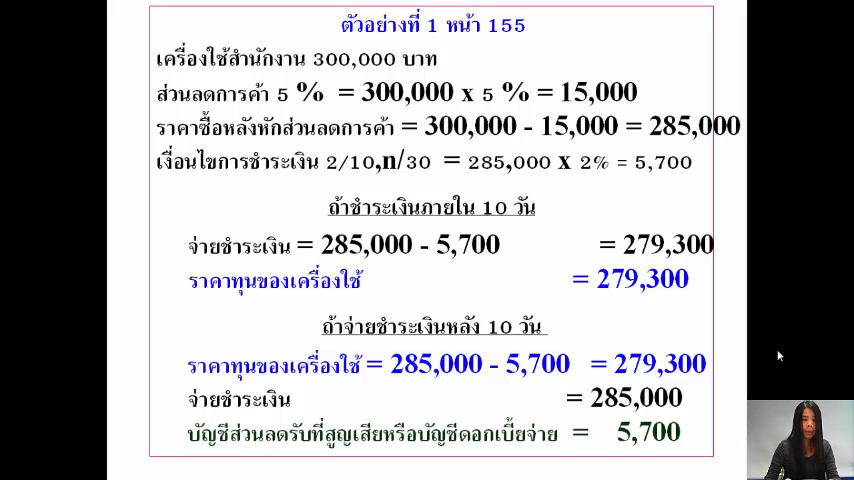 ตัวอย่างที่ 1 หน้า 155
เครื่องใช้สำนักงาน 300,000 บาท
ส่วนลดการค้า 5 % = 300,000 x 5 % = 15,000
ราคาซื้อหลังหักส่วนลดการค้า = 300,000 - 15,000 = 285,000
เงื่อนไขการชำระเงิน 2/10,n/30 = 285,000 x 2% = 5,700
ถ้าชำระเงินภายใน 10 วัน
จ่ายชำระเงิน = 285,000 - 5,700 = 279,300
ราคาทุนของเครื่องใช้ = 279,300
ถ้าจ่ายชำระเงินหลัง 10 วัน
ราคาทุนของเครื่องใช้ = 285,000 - 5,700 = 279,300
จ่ายชำระเงิน = 285,000
บัญชีส่วนลดรับที่สูญเสียหรือบัญชีดอกเบี้ยจ่าย = 5,700